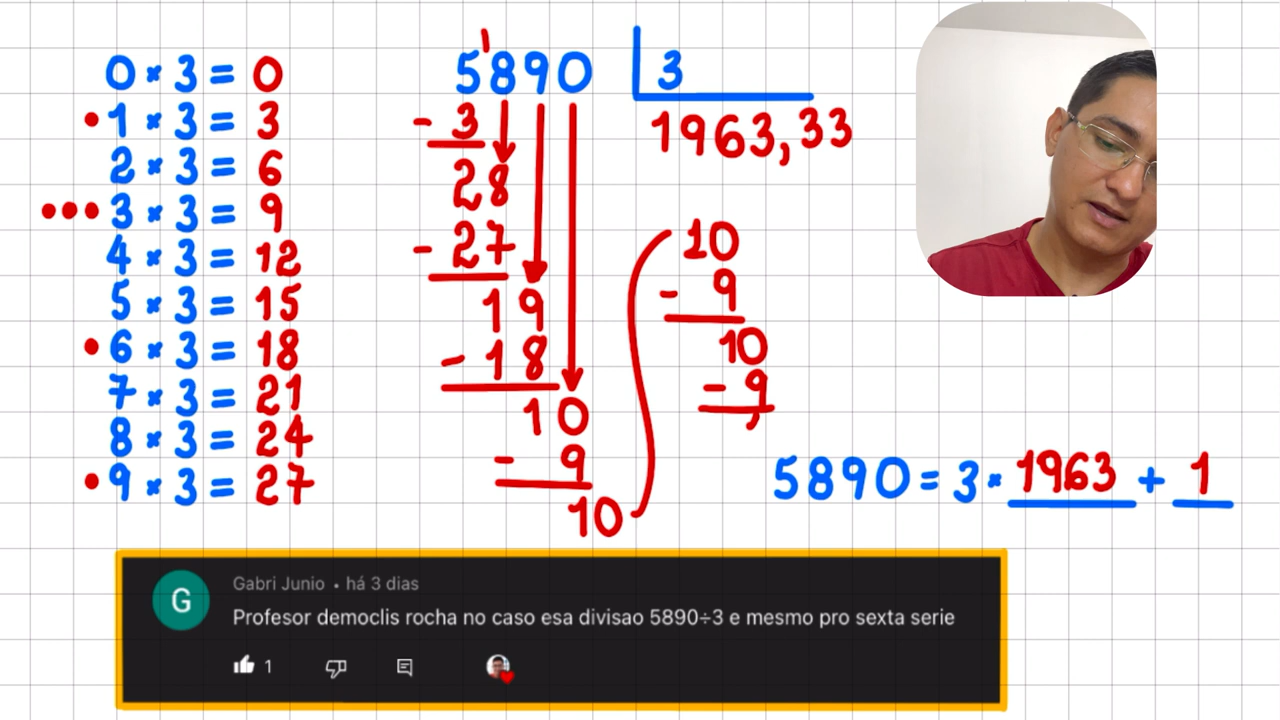 0 × 3 = 0
• 1 × 3 = 3
2 × 3 = 6
••• 3 × 3 = 9
4 × 3 = 12
5 × 3 = 15
• 6 × 3 = 18
7 × 3 = 21
8 × 3 = 24
• 9 × 3 = 27
1
5890 3
1963,33
- 3
28
- 27
19
- 18
10
- 9
10
10
- 9
10
- 9
5890 = 3 · 1963 + 1
G
Gabri Junio • há 3 dias
Profesor democlis rocha no caso esa divisao 5890÷3 e mesmo pro sexta serie
1